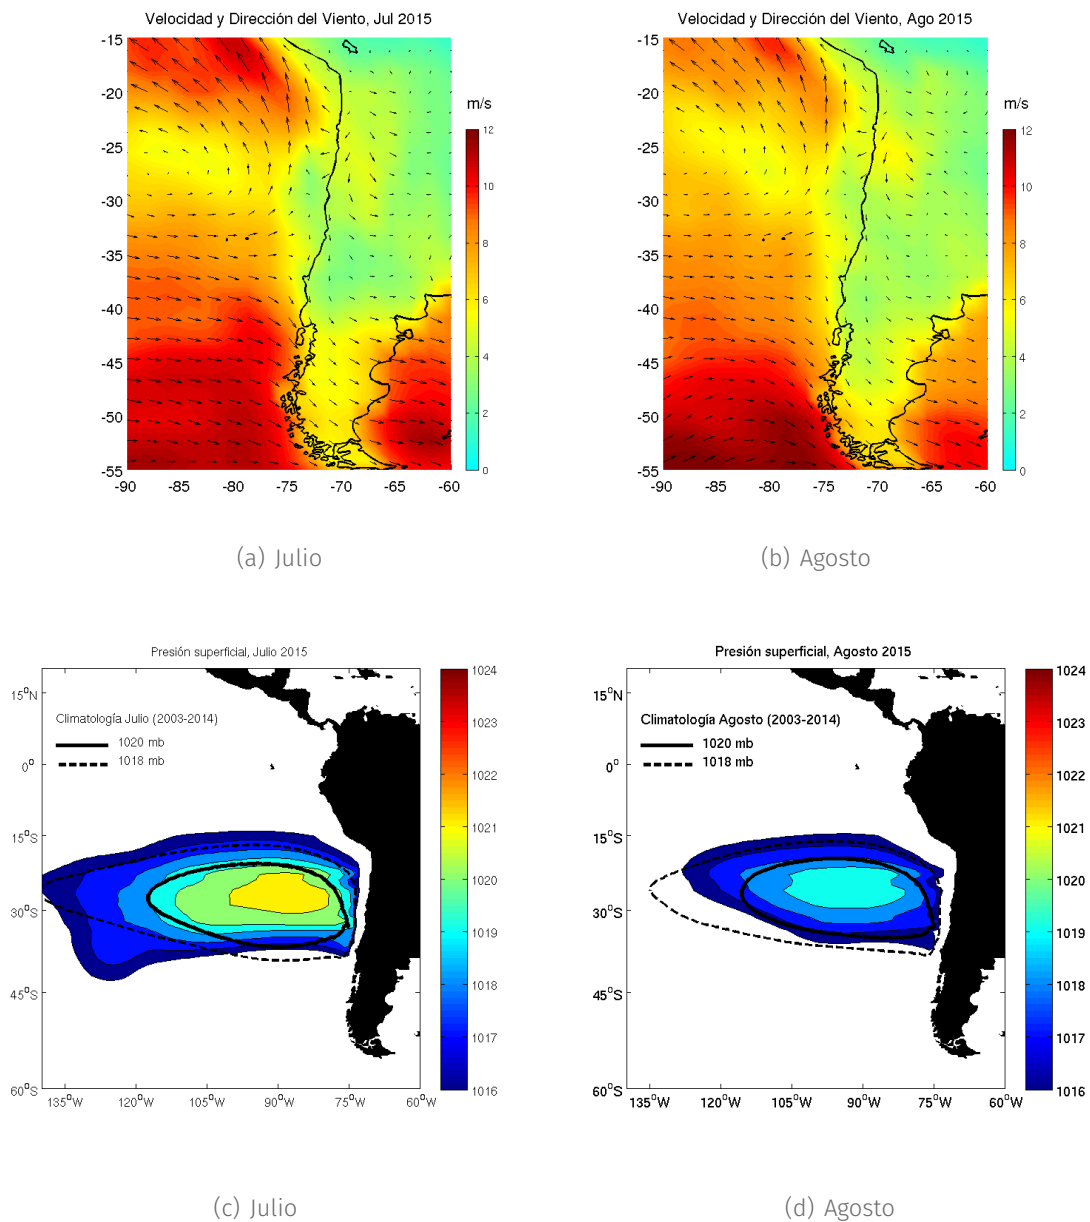 Velocidad y Dirección del Viento, Jul 2015
-15
-20
-25
-30
-35
-40
-45
-50
-55
-90 -85 -80 -75 -70 -65 -60
m/s
12
10
8
6
4
2
0
Velocidad y Dirección del Viento, Ago 2015
-15
-20
-25
-30
-35
-40
-45
-50
-55
-90 -85 -80 -75 -70 -65 -60
m/s
12
10
8
6
4
2
0
(a) Julio
(b) Agosto
Presión superficial, Julio 2015
Climatología Julio (2003-2014)
1020 mb
1018 mb
15°N
0°
15°S
30°S
45°S
60°S
135°W 120°W 105°W 90°W 75°W 60°W
1024
1023
1022
1021
1020
1019
1018
1017
1016
Presión superficial, Agosto 2015
Climatología Agosto (2003-2014)
1020 mb
1018 mb
15°N
0°
15°S
30°S
45°S
60°S
135°W 120°W 105°W 90°W 75°W 60°W
1024
1023
1022
1021
1020
1019
1018
1017
1016
(c) Julio
(d) Agosto